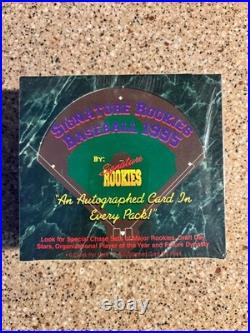 SIGNATURE ROOKIES
BASEBALL 1995
BY:
Signature
ROOKIES
"An Autographed Card In
Every Pack!"
Look for Special Chase Sets of Major Rookies, Draft Day
Stars, Organizational Player of the Year and Future Dynasty